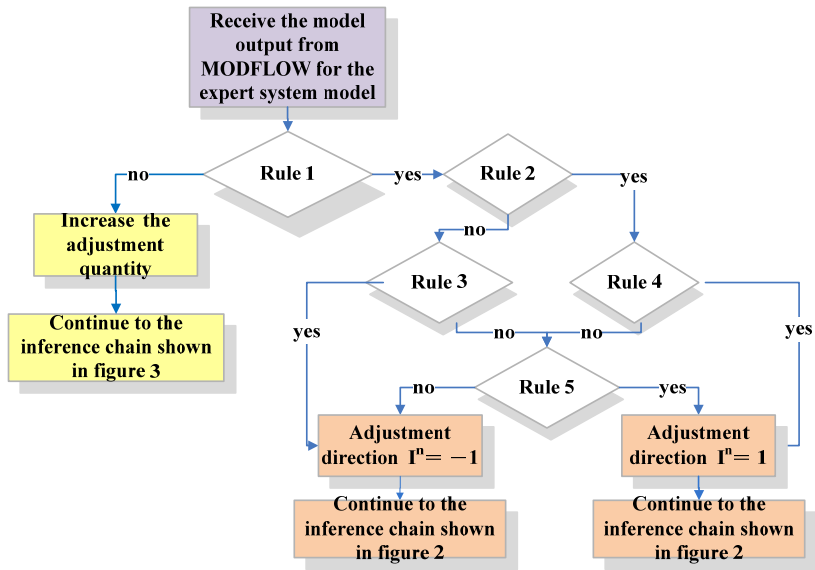 Receive the model
output from
MODFLOW for the
expert system model
Rule 1
no
yes
Rule 2
yes
no
Increase the
adjustment
quantity
Rule 3
Rule 4
Continue to the
inference chain shown
in figure 3
yes
no
no
yes
Rule 5
no
yes
Adjustment
direction Iⁿ= −1
Adjustment
direction Iⁿ= 1
Continue to the
inference chain shown
in figure 2
Continue to the
inference chain shown
in figure 2